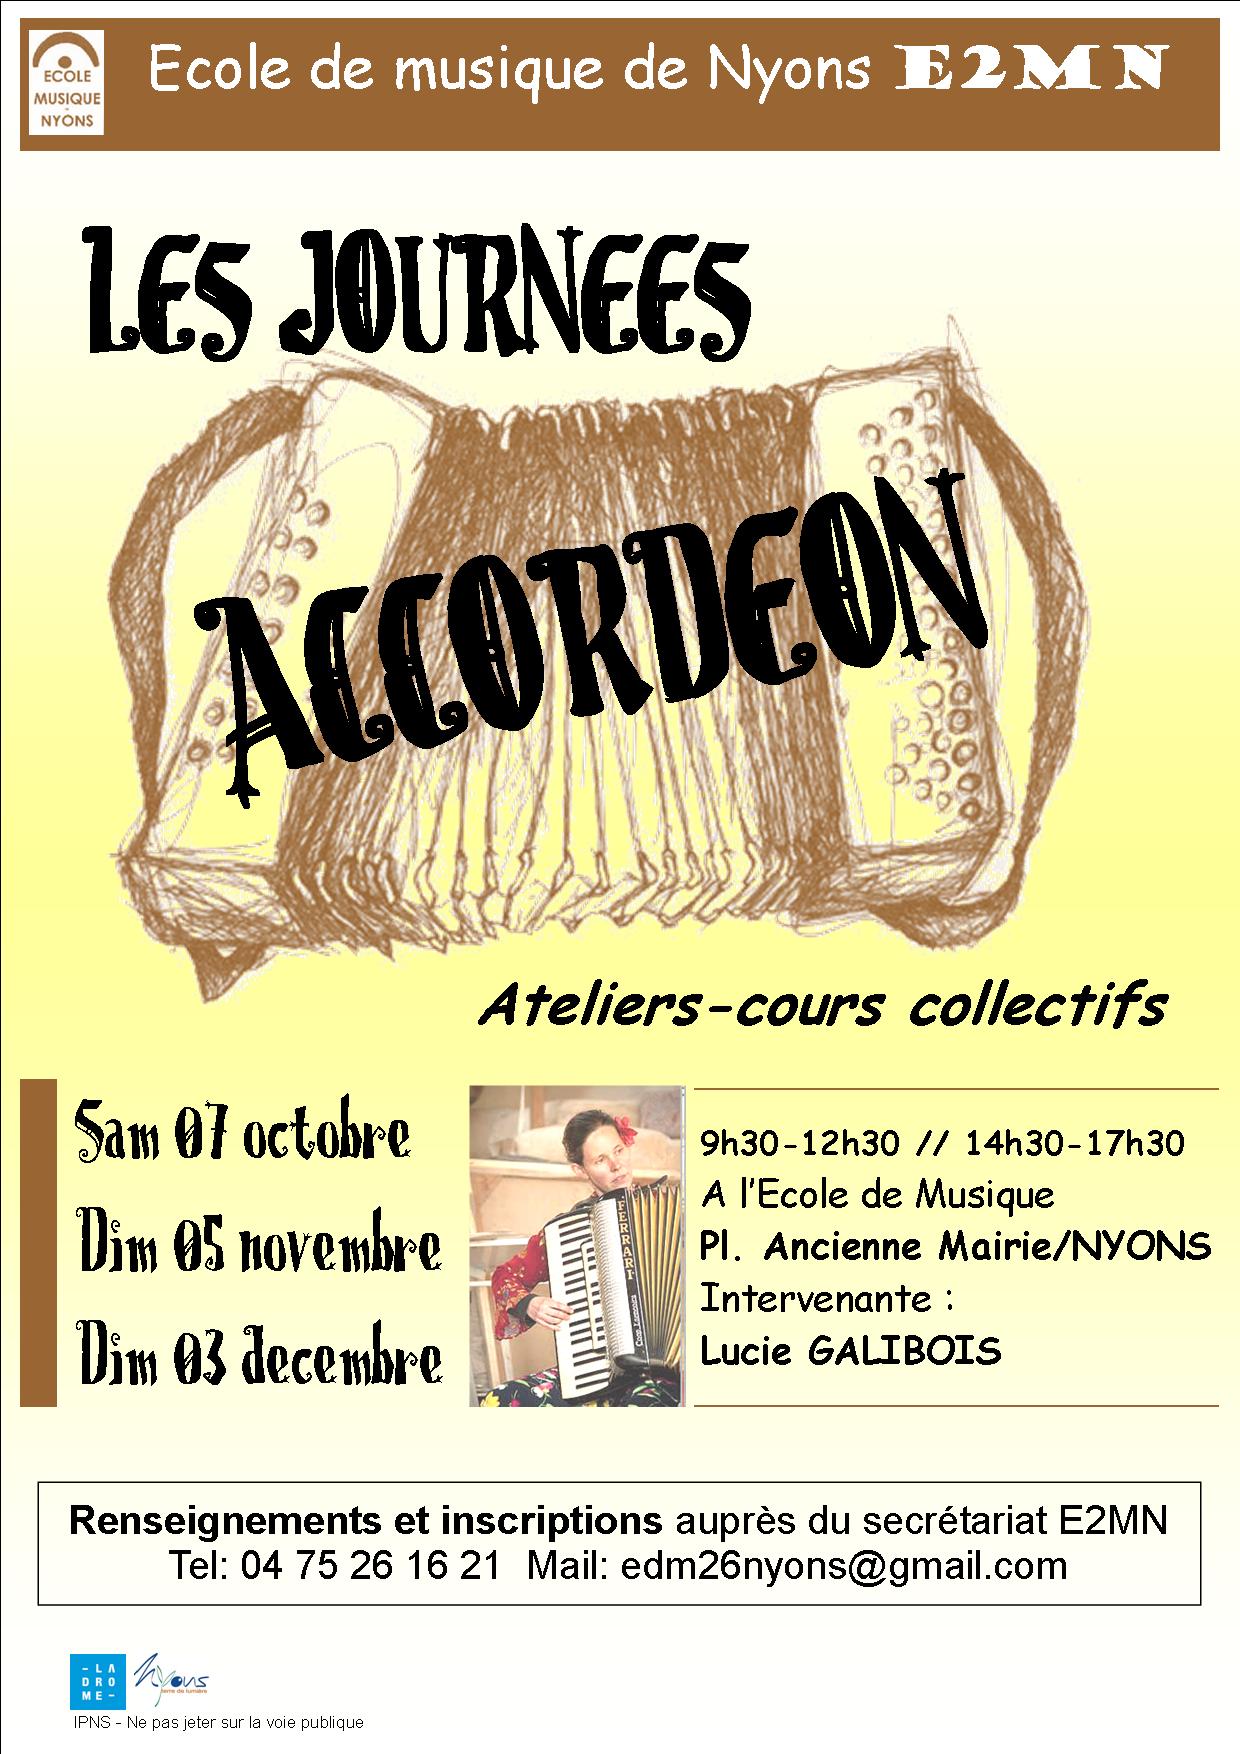 ECOLE
MUSIQUE
-
NYONS
Ecole de musique de Nyons E2MN
LES JOURNEES
ACCORDEON
Ateliers-cours collectifs
Sam 07 octobre
Dim 05 novembre
Dim 03 decembre
FERRARI
9h30-12h30 // 14h30-17h30
A l'Ecole de Musique
Pl. Ancienne Mairie/NYONS
Intervenante :
Lucie GALIBOIS
Renseignements et inscriptions auprès du secrétariat E2MN
Tel: 04 75 26 16 21 Mail: edm26nyons@gmail.com
-LA
DRO
ME-
Nyons
terre de lumière
IPNS - Ne pas jeter sur la voie publique